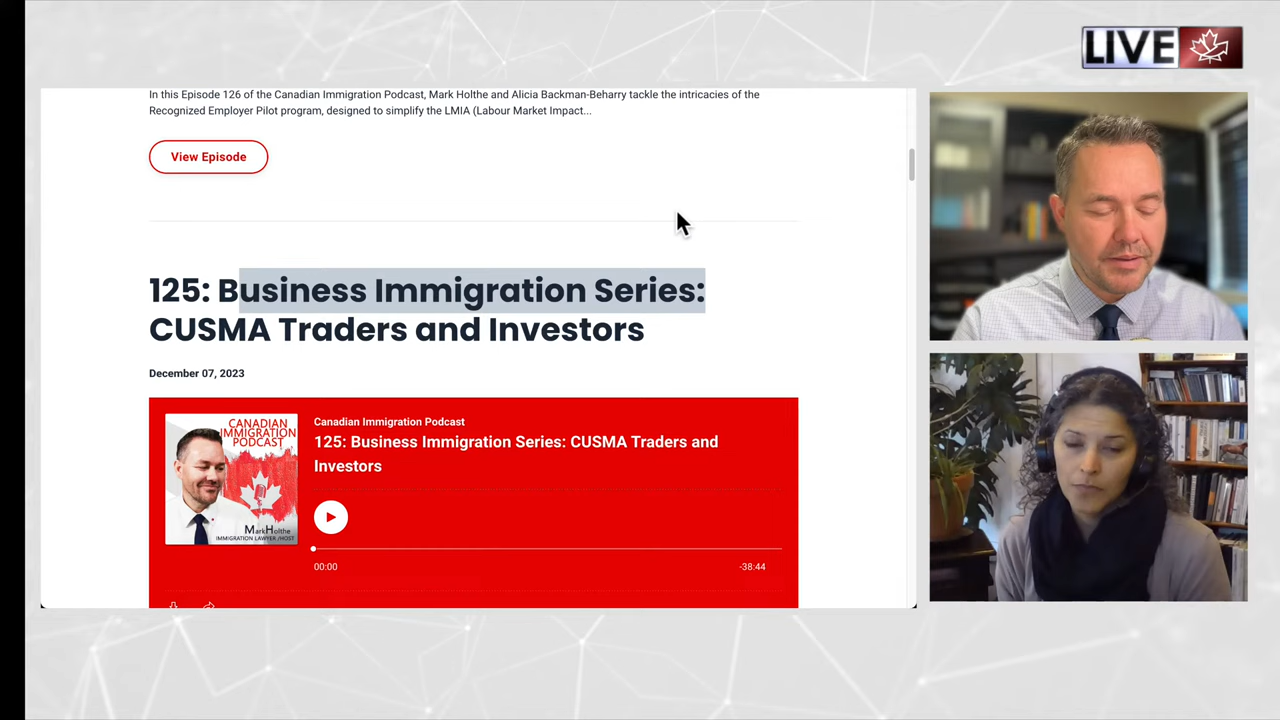 LIVE
In this Episode 126 of the Canadian Immigration Podcast, Mark Holthe and Alicia Backman-Beharry tackle the intricacies of the
Recognized Employer Pilot program, designed to simplify the LMIA (Labour Market Impact...
View Episode
125: Business Immigration Series:
CUSMA Traders and Investors
December 07, 2023
CANADIAN
IMMIGRATION
PODCAST
MarkHolthe
IMMIGRATION LAWYER /HOST
Canadian Immigration Podcast
125: Business Immigration Series: CUSMA Traders and
Investors
00:00
-38:44